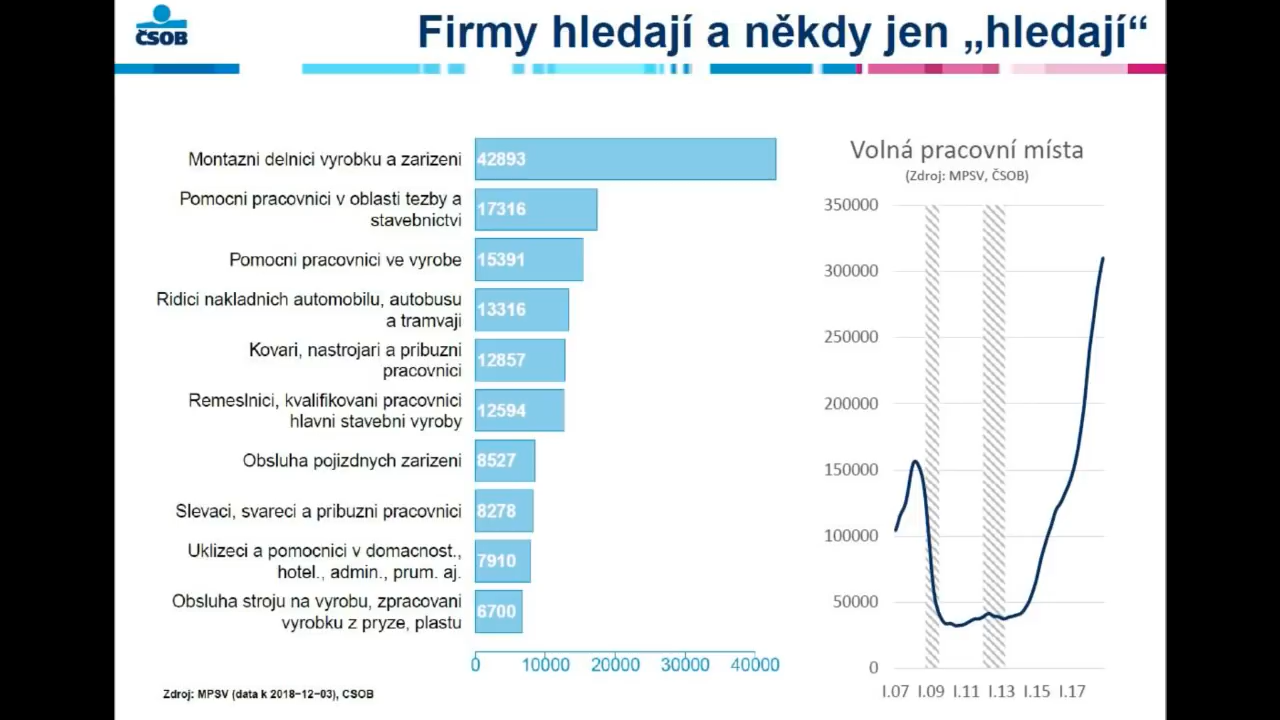 ČSOB
Firmy hledají a někdy jen „hledají“
Montazni delnici vyrobku a zarizeni
42893
Pomocni pracovnici v oblasti tezby a
stavebnictvi
17316
Pomocni pracovnici ve vyrobe
15391
Ridici nakladnich automobilu, autobusu
a tramvaji
13316
Kovari, nastrojari a pribuzni
pracovnici
12857
Remeslnici, kvalifikovani pracovnici
hlavni stavebni vyroby
12594
Obsluha pojizdnych zarizeni
8527
Slevaci, svareci a pribuzni pracovnici
8278
Uklizeci a pomocnici v domacnost.,
hotel., admin., prum. aj.
7910
Obsluha stroju na vyrobu, zpracovani
vyrobku z pryze, plastu
6700
0 10000 20000 30000 40000
Zdroj: MPSV (data k 2018-12-03), CSOB
Volná pracovní místa
(Zdroj: MPSV, ČSOB)
350000
300000
250000
200000
150000
100000
50000
0
I.07 I.09 I.11 I.13 I.15 I.17